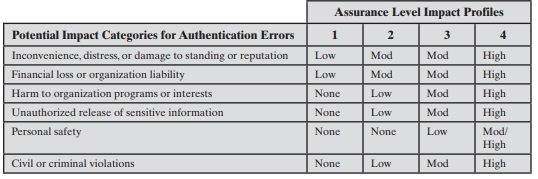 Assurance Level Impact Profiles
Potential Impact Categories for Authentication Errors 1 2 3 4
Inconvenience, distress, or damage to standing or reputation Low Mod Mod High
Financial loss or organization liability Low Mod Mod High
Harm to organization programs or interests None Low Mod High
Unauthorized release of sensitive information None Low Mod High
Personal safety None None Low Mod/
High
Civil or criminal violations None Low Mod High